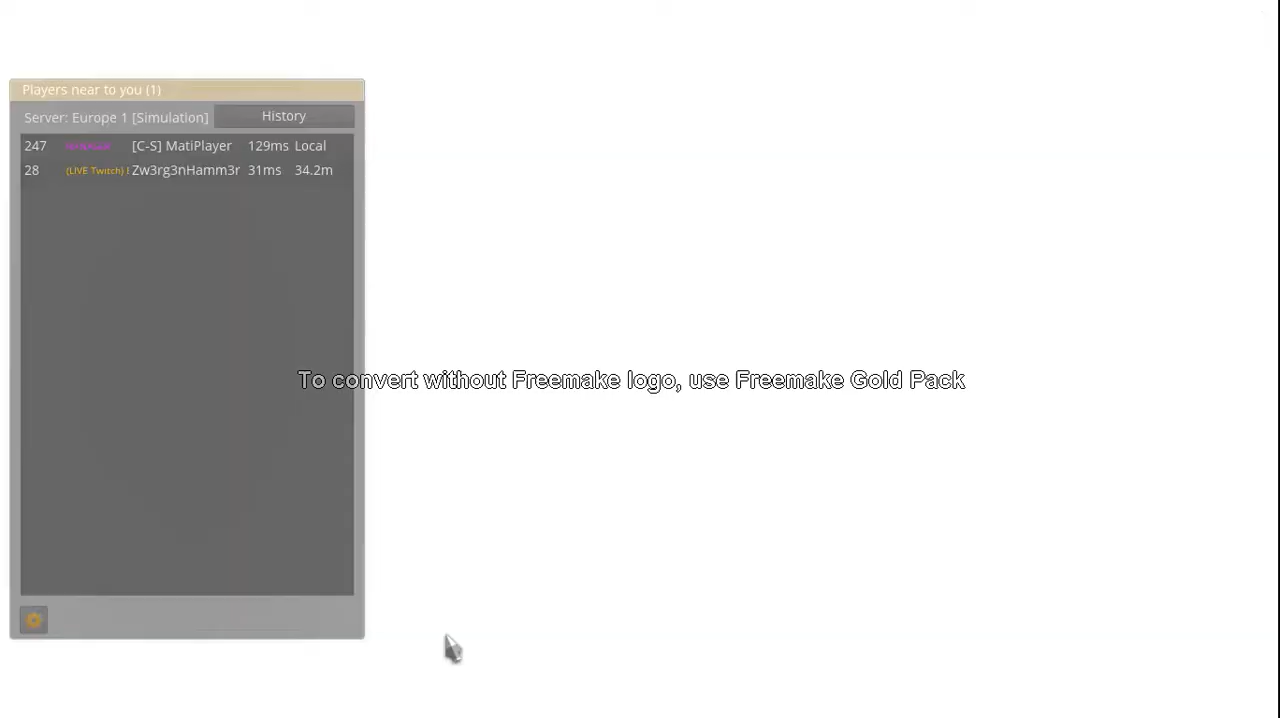 Players near to you (1)
Server: Europe 1 [Simulation] History
247 [C-S] MatiPlayer 129ms Local
28 (LIVE Twitch) Zw3rg3nHamm3r 31ms 34.2m
To convert without Freemake logo, use Freemake Gold Pack